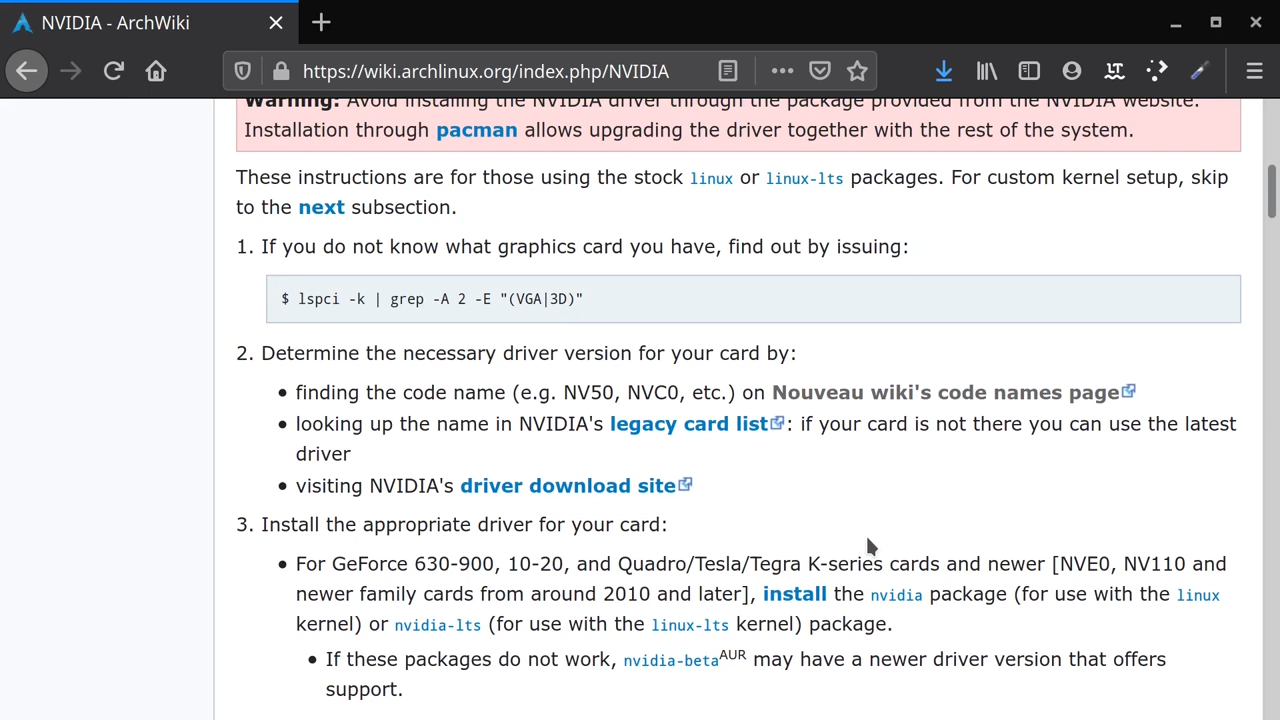 NVIDIA - ArchWiki
https://wiki.archlinux.org/index.php/NVIDIA
Warning: Avoid installing the NVIDIA driver through the package provided from the NVIDIA website.
Installation through pacman allows upgrading the driver together with the rest of the system.
These instructions are for those using the stock linux or linux-lts packages. For custom kernel setup, skip
to the next subsection.
1. If you do not know what graphics card you have, find out by issuing:
$ lspci -k | grep -A 2 -E "(VGA|3D)"
2. Determine the necessary driver version for your card by:
• finding the code name (e.g. NV50, NVC0, etc.) on Nouveau wiki's code names page
• looking up the name in NVIDIA's legacy card list: if your card is not there you can use the latest
driver
• visiting NVIDIA's driver download site
3. Install the appropriate driver for your card:
• For GeForce 630-900, 10-20, and Quadro/Tesla/Tegra K-series cards and newer [NVE0, NV110 and
newer family cards from around 2010 and later], install the nvidia package (for use with the linux
kernel) or nvidia-lts (for use with the linux-lts kernel) package.
• If these packages do not work, nvidia-betaAUR may have a newer driver version that offers
support.